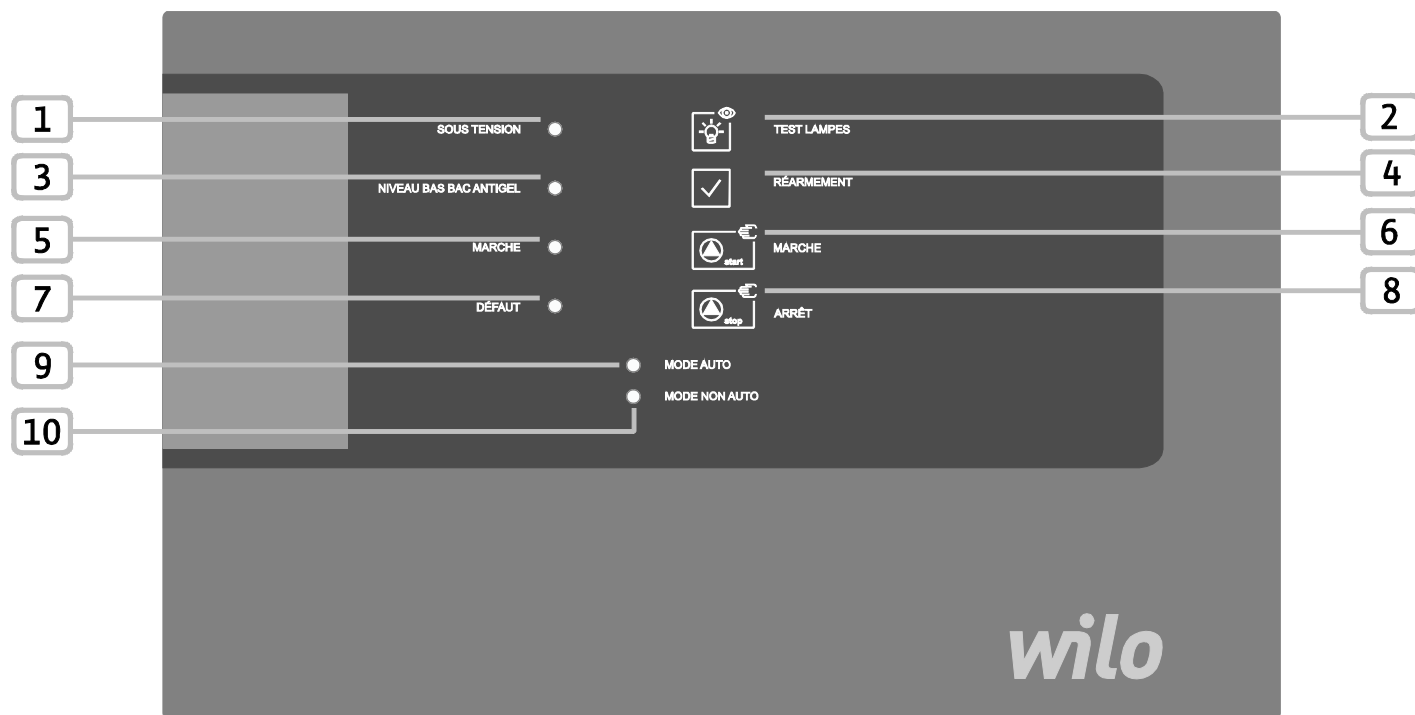 1
SOUS TENSION
TEST LAMPES
2
3
NIVEAU BAS BAC ANTIGEL
RÉARMEMENT
4
5
MARCHE
start
MARCHE
6
7
DÉFAUT
stop
ARRÊT
8
9
MODE AUTO
10
MODE NON AUTO
wilo